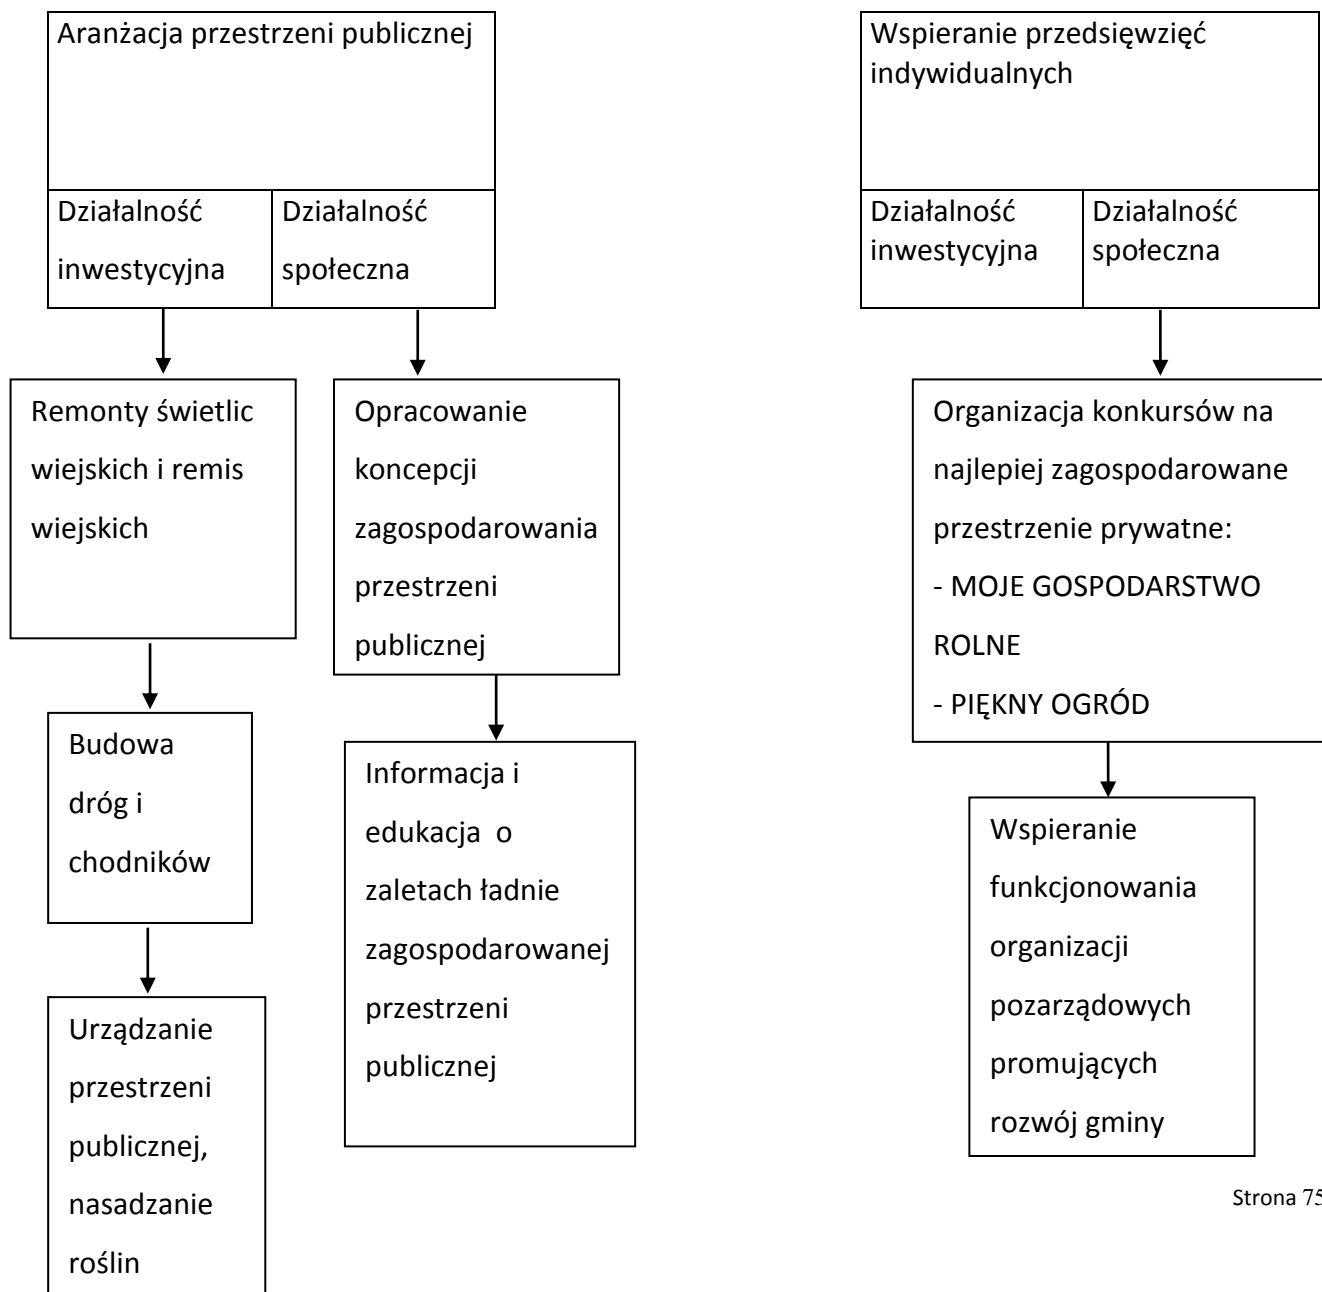 Aranżacja przestrzeni publicznej
Działalność
inwestycyjna
Działalność
społeczna
Remonty świetlic
wiejskich i remis
wiejskich
Budowa
dróg i
chodników
Urządzanie
przestrzeni
publicznej,
nasadzanie
roślin
Opracowanie
koncepcji
zagospodarowania
przestrzeni
publicznej
Informacja i
edukacja o
zaletach ładnie
zagospodarowanej
przestrzeni
publicznej
Wspieranie przedsięwzięć
indywidualnych
Działalność
inwestycyjna
Działalność
społeczna
Organizacja konkursów na
najlepiej zagospodarowane
przestrzenie prywatne:
- MOJE GOSPODARSTWO
ROLNE
- PIĘKNY OGRÓD
Wspieranie
funkcjonowania
organizacji
pozarządowych
promujących
rozwój gminy
Strona 75